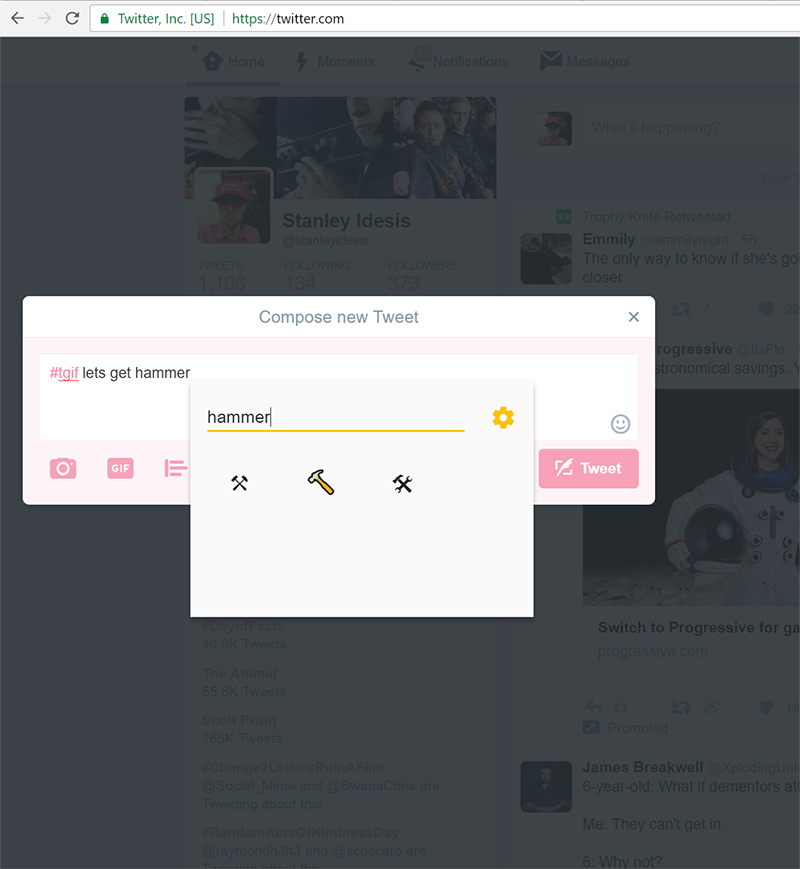 Twitter, Inc. [US] https://twitter.com
Home Moments Notifications Messages
What's happening?
View
Stanley Idesis
@stanleyidesis
TWEETS FOLLOWING FOLLOWERS
1,106 134 373
Trophy Knife Retweeted
Emmily @emmilynight · 5h
The only way to know if she's
closer
7 22
Compose new Tweet
#tgif lets get hammer
hammer
GIF
Tweet
rogressive @ItsFlo
stronomical savings.
Switch to Progressive for
progressive.com
43 25
Promoted
#DayofFacts
40.9K Tweets
The Animal
55.8K Tweets
Scott Pruitt
168K Tweets
#Change2LettersRuinAFilm
@Social_Mime and @BwanaChris are
Tweeting about this
#RandomActsOfKindnessDay
@raymondh3h3 and @scoccaro are
Tweeting about this
James Breakwell @XplodingUni
6-year-old: What if dementors
Me: They can't get in.
6: Why not?